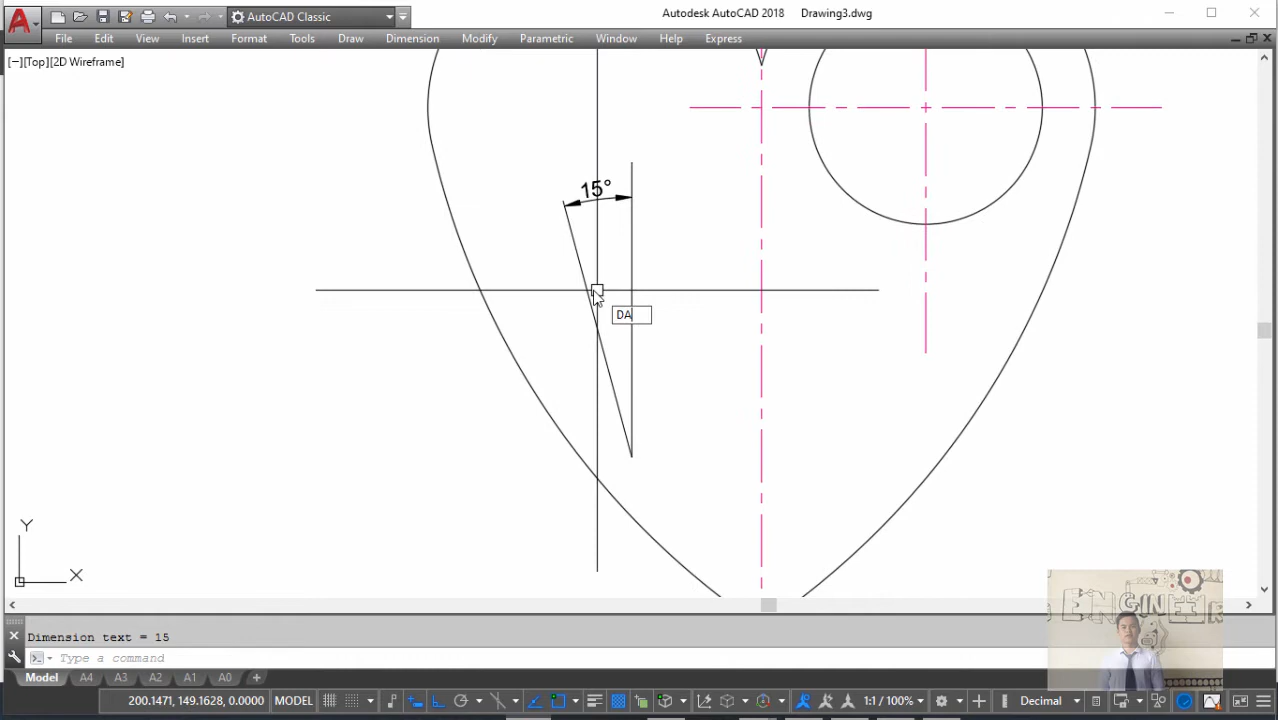 AutoCAD Classic
Autodesk AutoCAD 2018 Drawing3.dwg
File Edit View Insert Format Tools Draw Dimension Modify Parametric Window Help Express
[−][Top][2D Wireframe]
15°
DA
Y
X
ENGINEER
Dimension text = 15
Type a command
Model A4 A3 A2 A1 A0 +
200.1471, 149.1628, 0.0000 MODEL 1:1 / 100% Decimal